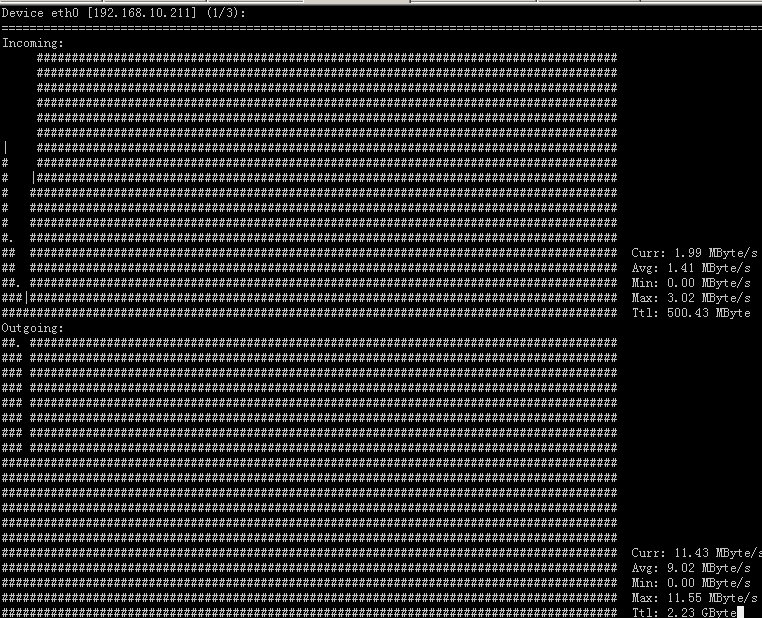 Device eth0 [192.168.10.211] (1/3):
Incoming:
Curr: 1.99 MByte/s
Avg: 1.41 MByte/s
Min: 0.00 MByte/s
Max: 3.02 MByte/s
Ttl: 500.43 MByte
Outgoing:
Curr: 11.43 MByte/s
Avg: 9.02 MByte/s
Min: 0.00 MByte/s
Max: 11.55 MByte/s
Ttl: 2.23 GByte